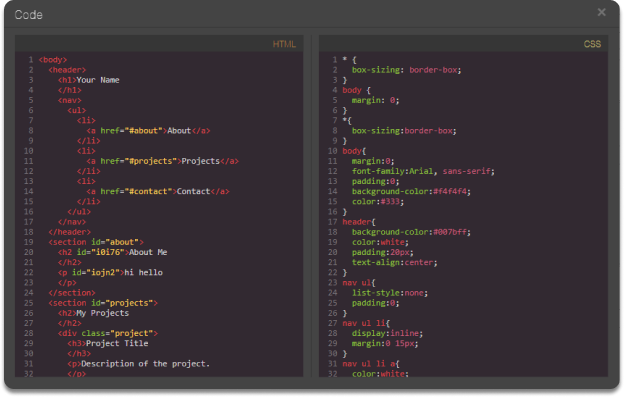 Code
×
HTML
1 <body>
2 <header>
3 <h1>Your Name
4 </h1>
5 <nav>
6 <ul>
7 <li>
8 <a href="#about">About</a>
9 </li>
10 <li>
11 <a href="#projects">Projects</a>
12 </li>
13 <li>
14 <a href="#contact">Contact</a>
15 </li>
16 </ul>
17 </nav>
18 </header>
19 <section id="about">
20 <h2 id="i0i76">About Me
21 </h2>
22 <p id="iojn2">hi hello
23 </p>
24 </section>
25 <section id="projects">
26 <h2>My Projects
27 </h2>
28 <div class="project">
29 <h3>Project Title
30 </h3>
31 <p>Description of the project.
32 </p>
CSS
1 * {
2 box-sizing: border-box;
3 }
4 body {
5 margin: 0;
6 }
7 *{
8 box-sizing:border-box;
9 }
10 body{
11 margin:0;
12 font-family:Arial, sans-serif;
13 padding:0;
14 background-color:#f4f4f4;
15 color:#333;
16 }
17 header{
18 background-color:#007bff;
19 color:white;
20 padding:20px;
21 text-align:center;
22 }
23 nav ul{
24 list-style:none;
25 padding:0;
26 }
27 nav ul li{
28 display:inline;
29 margin:0 15px;
30 }
31 nav ul li a{
32 color:white;